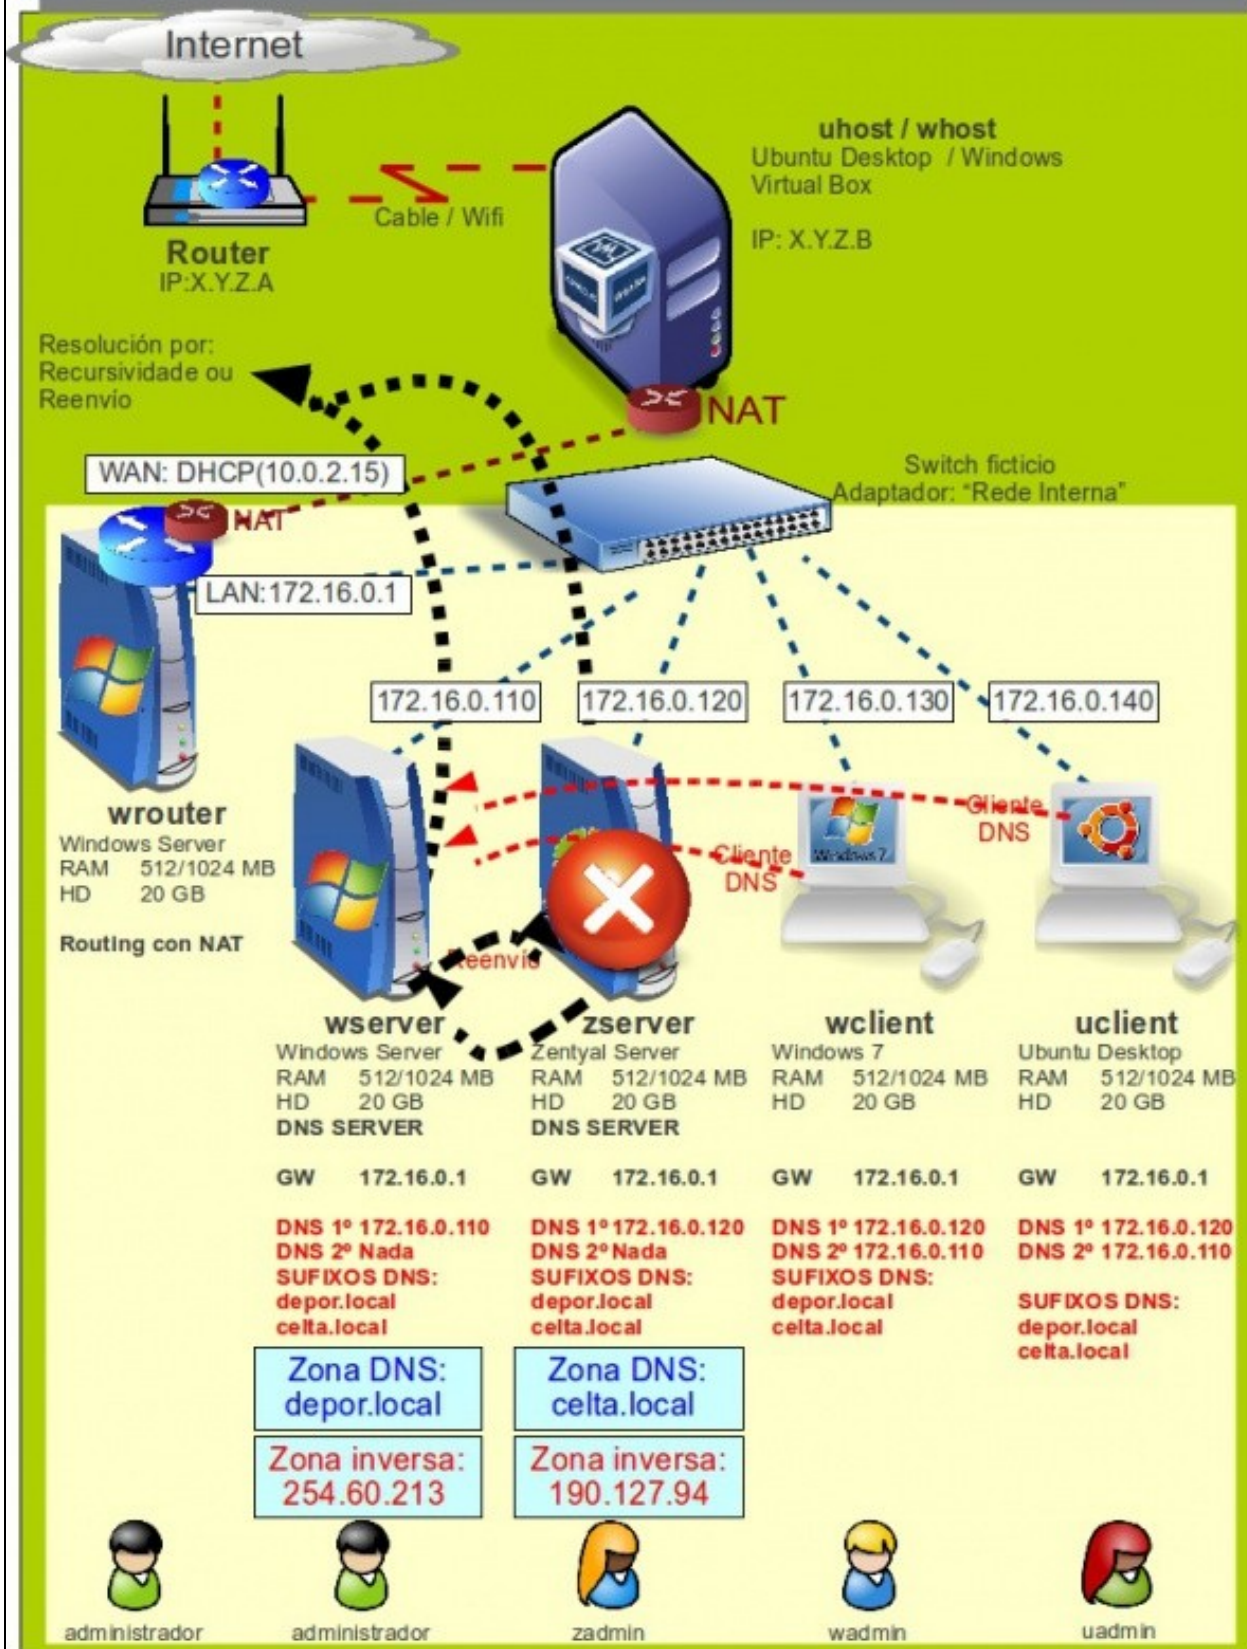 Internet
uhost / whost
Ubuntu Desktop / Windows
Virtual Box
IP: X.Y.Z.B
Cable / Wifi
Router
IP:X.Y.Z.A
Resolución por:
Recursividade ou
Reenvío
NAT
WAN: DHCP(10.0.2.15)
Switch ficticio
Adaptador: “Rede Interna”
NAT
LAN:172.16.0.1
172.16.0.110
172.16.0.120
172.16.0.130
172.16.0.140
wrouter
Windows Server
RAM 512/1024 MB
HD 20 GB
Routing con NAT
Cliente
DNS
Cliente
DNS
Windows 7
Reenvío
wserver
Windows Server
RAM 512/1024 MB
HD 20 GB
DNS SERVER
GW 172.16.0.1
DNS 1º 172.16.0.110
DNS 2º Nada
SUFIXOS DNS:
depor.local
celta.local
Zona DNS:
depor.local
Zona inversa:
254.60.213
zserver
Zentyal Server
RAM 512/1024 MB
HD 20 GB
DNS SERVER
GW 172.16.0.1
DNS 1º 172.16.0.120
DNS 2º Nada
SUFIXOS DNS:
depor.local
celta.local
Zona DNS:
celta.local
Zona inversa:
190.127.94
wclient
Windows 7
RAM 512/1024 MB
HD 20 GB
GW 172.16.0.1
DNS 1º 172.16.0.120
DNS 2º 172.16.0.110
SUFIXOS DNS:
depor.local
celta.local
uclient
Ubuntu Desktop
RAM 512/1024 MB
HD 20 GB
GW 172.16.0.1
DNS 1º 172.16.0.120
DNS 2º 172.16.0.110
SUFIXOS DNS:
depor.local
celta.local
administrador
administrador
zadmin
wadmin
uadmin